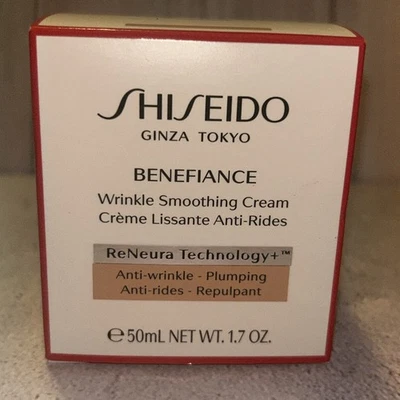 SHISEIDO
GINZA TOKYO
BENEFIANCE
Wrinkle Smoothing Cream
Crème Lissante Anti-Rides
ReNeura Technology+™
Anti-wrinkle - Plumping
Anti-rides - Repulpant
℮50mL NET WT. 1.7 OZ.